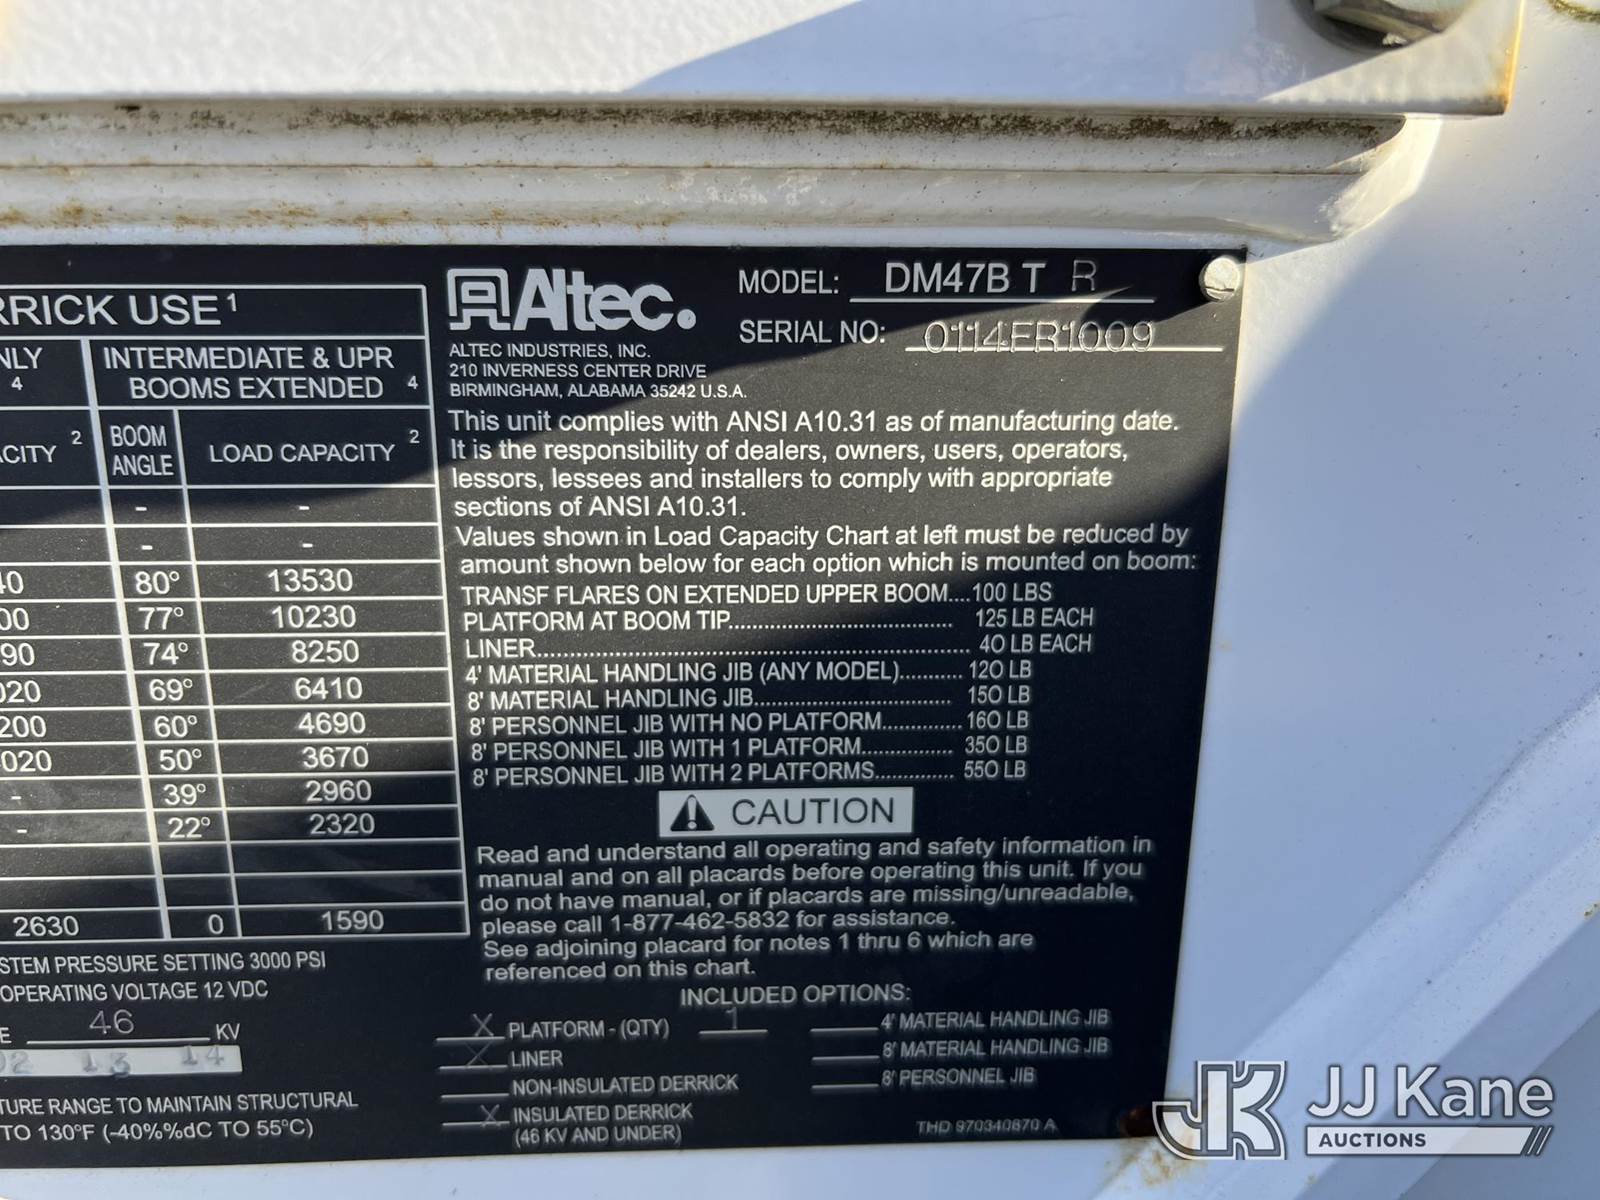 RRICK USE 1
NLY INTERMEDIATE & UPR
4 BOOMS EXTENDED 4
CITY 2 BOOM ANGLE LOAD CAPACITY 2
- -
- -
40 80° 13530
00 77° 10230
90 74° 8250
020 69° 6410
200 60° 4690
020 50° 3670
- 39° 2960
- 22° 2320
2630 0 1590
STEM PRESSURE SETTING 3000 PSI
OPERATING VOLTAGE 12 VDC
E 46 KV
02 13 14
TURE RANGE TO MAINTAIN STRUCTURAL
TO 130°F (-40%%dC TO 55°C)
Altec.
ALTEC INDUSTRIES, INC.
210 INVERNESS CENTER DRIVE
BIRMINGHAM, ALABAMA 35242 U.S.A.
MODEL: DM47B T R
SERIAL NO: 0114ER1009
This unit complies with ANSI A10.31 as of manufacturing date.
It is the responsibility of dealers, owners, users, operators,
lessors, lessees and installers to comply with appropriate
sections of ANSI A10.31.
Values shown in Load Capacity Chart at left must be reduced by
amount shown below for each option which is mounted on boom:
TRANSF FLARES ON EXTENDED UPPER BOOM....100 LBS
PLATFORM AT BOOM TIP.................................... 125 LB EACH
LINER.................................................................. 40 LB EACH
4' MATERIAL HANDLING JIB (ANY MODEL)........... 120 LB
8' MATERIAL HANDLING JIB................................ 150 LB
8' PERSONNEL JIB WITH NO PLATFORM.............. 160 LB
8' PERSONNEL JIB WITH 1 PLATFORM................ 350 LB
8' PERSONNEL JIB WITH 2 PLATFORMS.............. 550 LB
CAUTION
Read and understand all operating and safety information in
manual and on all placards before operating this unit. If you
do not have manual, or if placards are missing/unreadable,
please call 1-877-462-5832 for assistance.
See adjoining placard for notes 1 thru 6 which are
referenced on this chart.
INCLUDED OPTIONS:
X PLATFORM - (QTY) 1
X LINER
NON-INSULATED DERRICK
X INSULATED DERRICK
(46 KV AND UNDER)
4' MATERIAL HANDLING JIB
8' MATERIAL HANDLING JIB
8' PERSONNEL JIB
THD 970340870 A
JK JJ Kane
AUCTIONS